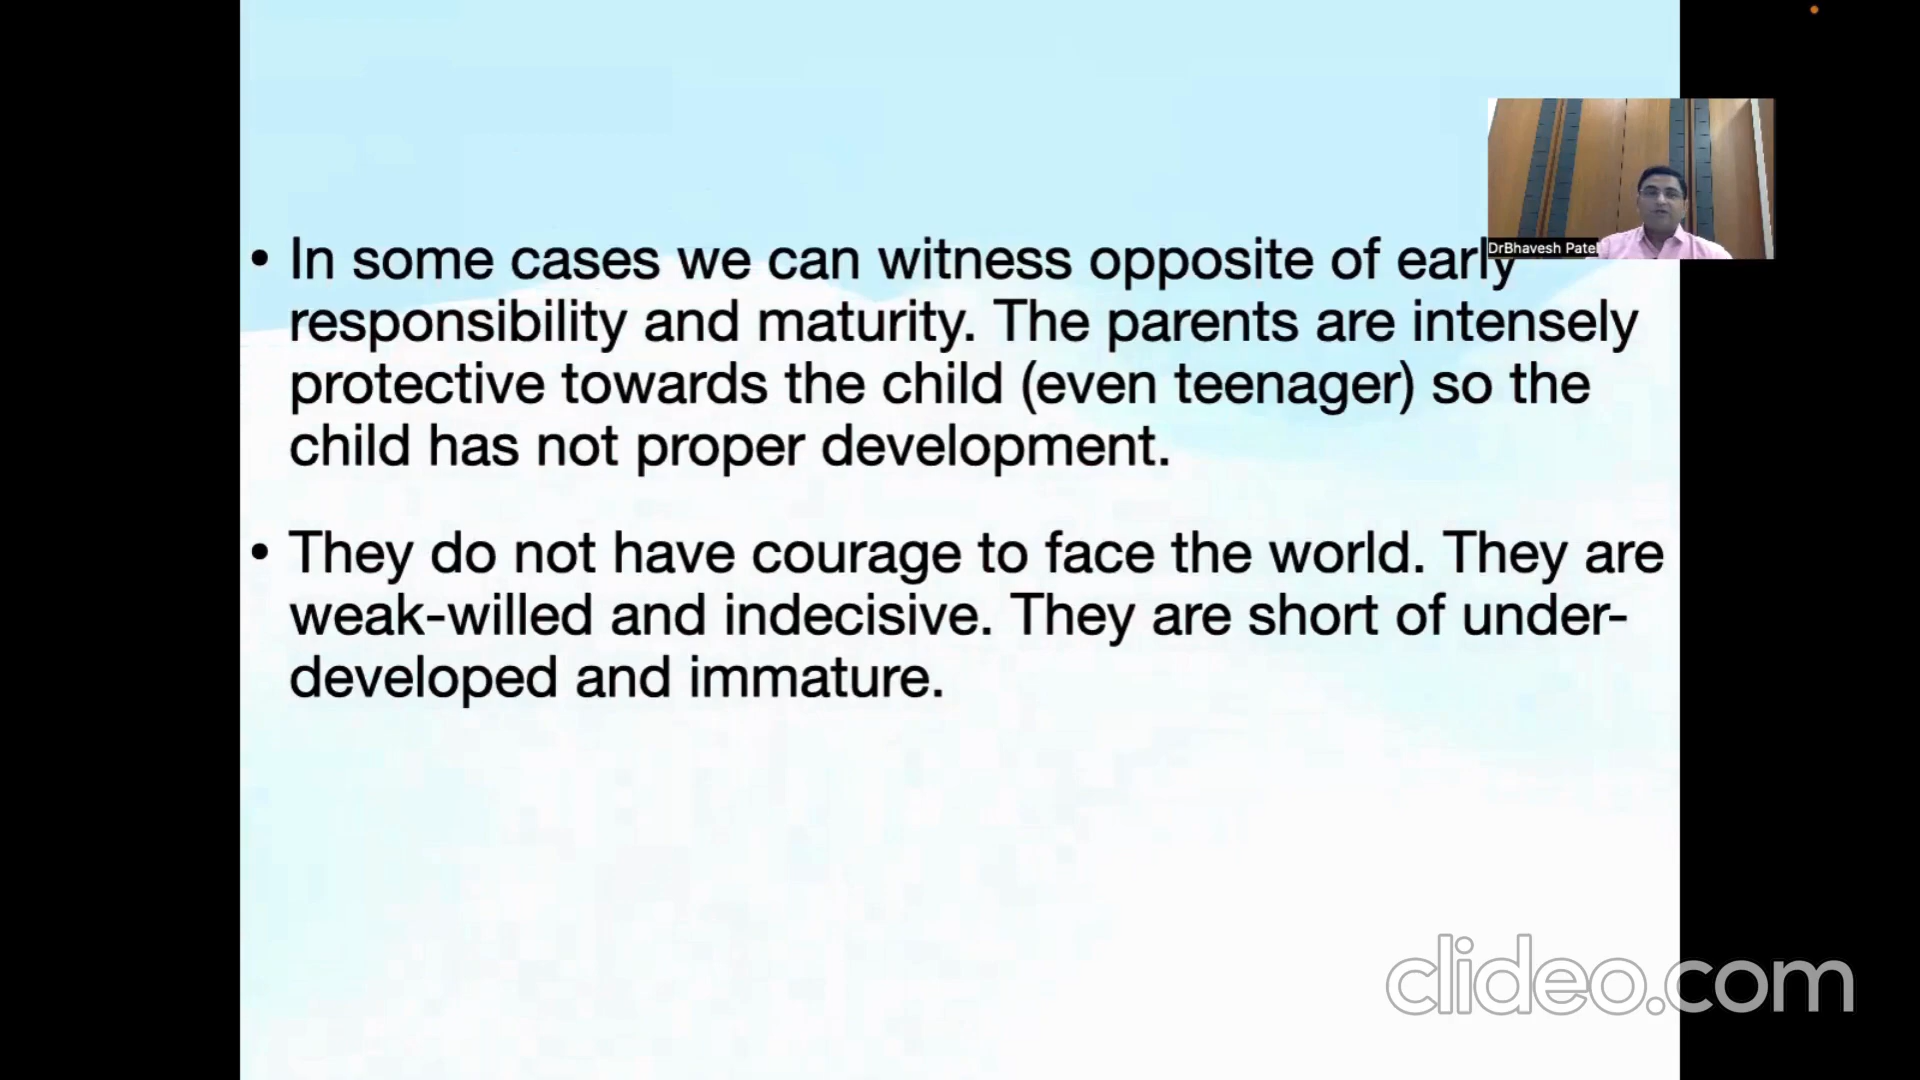 • In some cases we can witness opposite of early
responsibility and maturity. The parents are intensely
protective towards the child (even teenager) so the
child has not proper development.
• They do not have courage to face the world. They are
weak-willed and indecisive. They are short of under-
developed and immature.
DrBhavesh Patel
clideo.com